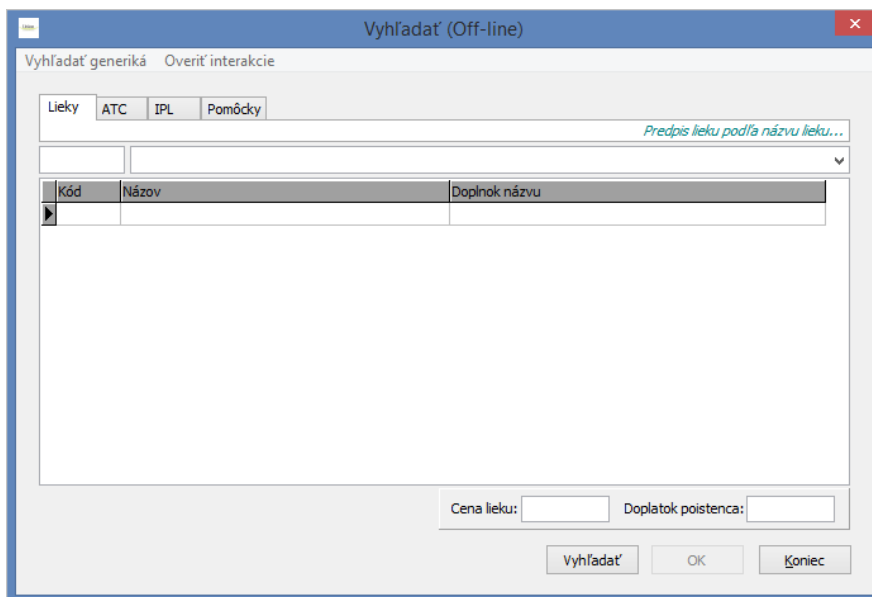 Vyhľadať (Off-line)
Vyhľadať generiká Overiť interakcie
Lieky ATC IPL Pomôcky
Predpis lieku podľa názvu lieku...
Kód Názov Doplnok názvu
Cena lieku: Doplatok poistenca:
Vyhľadať OK Koniec